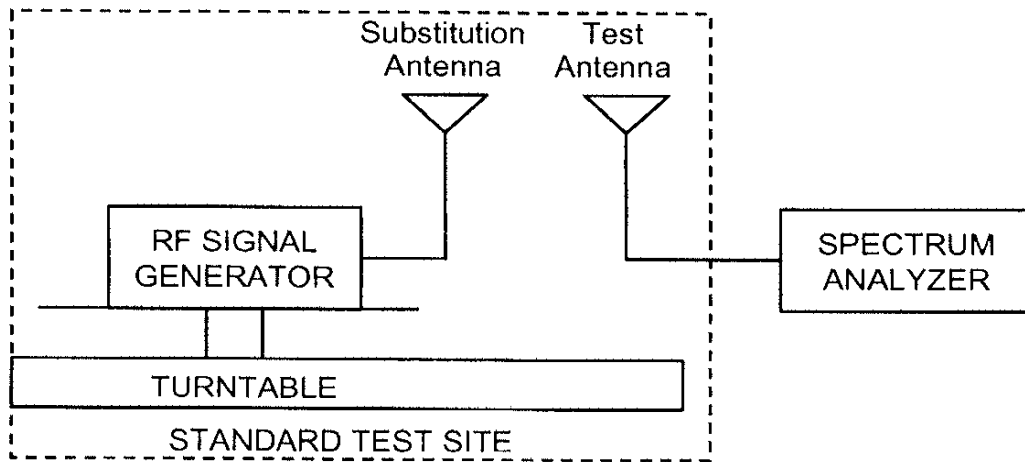 Substitution
Antenna
Test
Antenna
RF SIGNAL
GENERATOR
SPECTRUM
ANALYZER
TURNTABLE
STANDARD TEST SITE